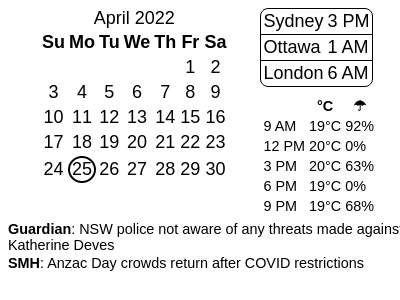 April 2022
Su Mo Tu We Th Fr Sa
1 2
3 4 5 6 7 8 9
10 11 12 13 14 15 16
17 18 19 20 21 22 23
24 25 26 27 28 29 30
Sydney 3 PM
Ottawa 1 AM
London 6 AM
°C ☂
9 AM 19°C 92%
12 PM 20°C 0%
3 PM 20°C 63%
6 PM 19°C 0%
9 PM 19°C 68%
Guardian: NSW police not aware of any threats made against
Katherine Deves
SMH: Anzac Day crowds return after COVID restrictions